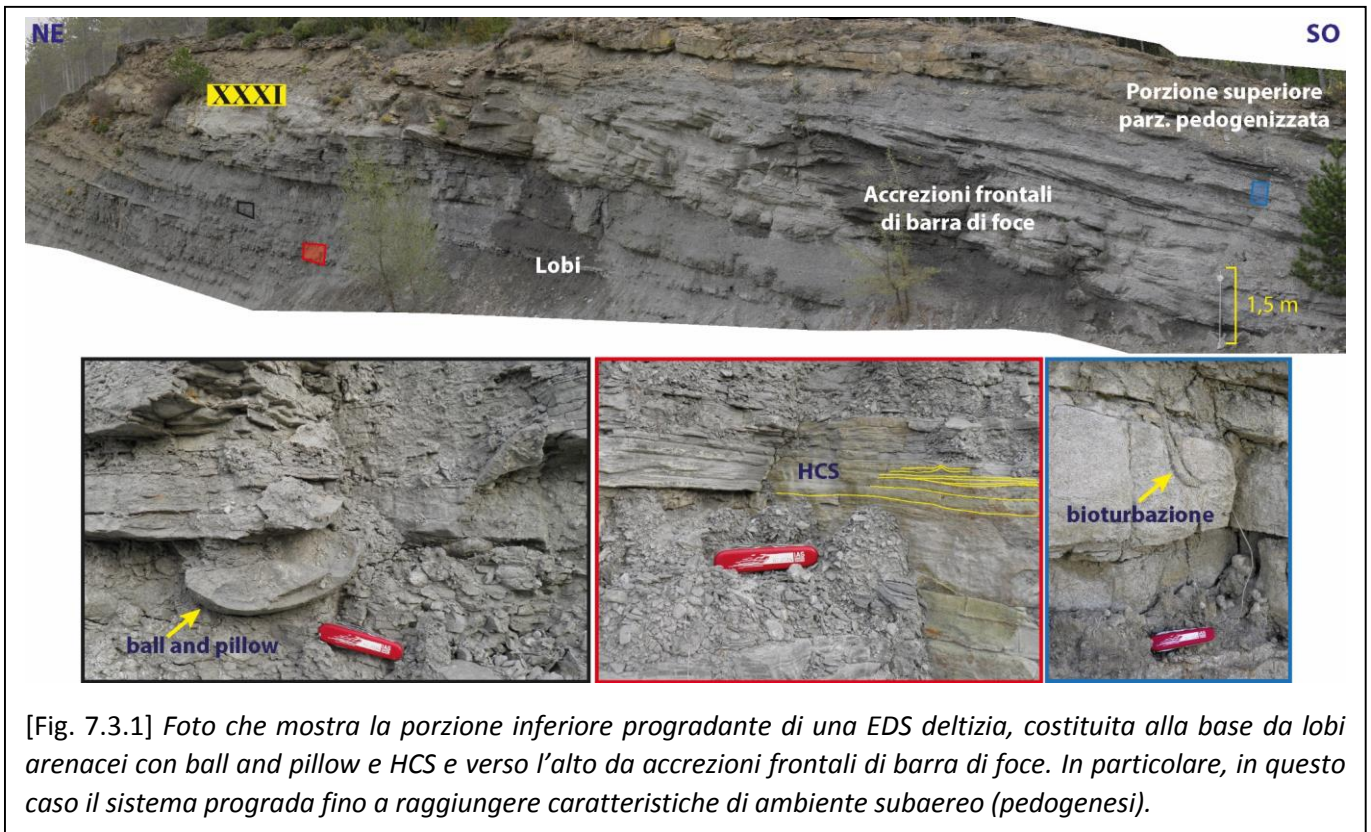 NE
SO
XXXI
Porzione superiore
parz. pedogenizzata
Accrezioni frontali
di barra di foce
Lobi
1,5 m
HCS
bioturbazione
ball and pillow
[Fig. 7.3.1] Foto che mostra la porzione inferiore progradante di una EDS deltizia, costituita alla base da lobi
arenacei con ball and pillow e HCS e verso l’alto da accrezioni frontali di barra di foce. In particolare, in questo
caso il sistema prograda fino a raggiungere caratteristiche di ambiente subaereo (pedogenesi).